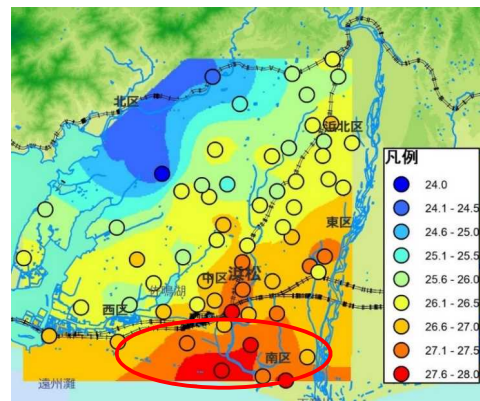 北区
浜北区
凡例
24.0
24.1 - 24.5
24.6 - 25.0
25.1 - 25.5
25.6 - 26.0
26.1 - 26.5
26.6 - 27.0
27.1 - 27.5
27.6 - 28.0
東区
中区
浜松
佐鳴湖
西区
南区
遠州灘